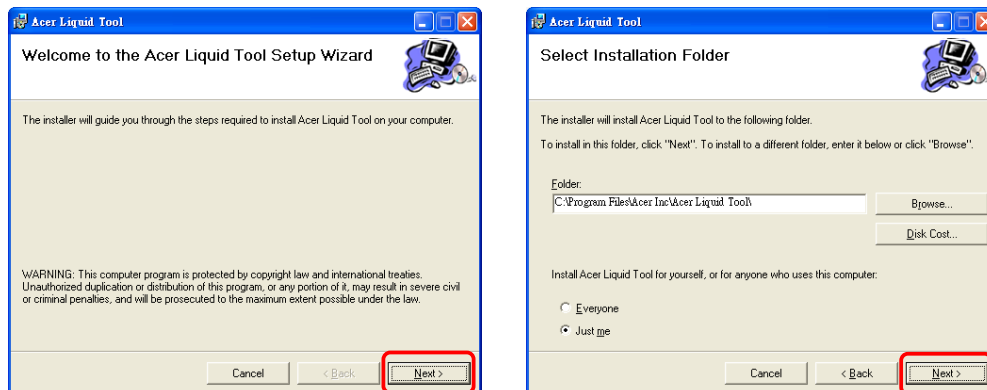 Acer Liquid Tool
Welcome to the Acer Liquid Tool Setup Wizard
The installer will guide you through the steps required to install Acer Liquid Tool on your computer.
WARNING: This computer program is protected by copyright law and international treaties.
Unauthorized duplication or distribution of this program, or any portion of it, may result in severe civil
or criminal penalties, and will be prosecuted to the maximum extent possible under the law.
Cancel
< Back
Next >
Acer Liquid Tool
Select Installation Folder
The installer will install Acer Liquid Tool to the following folder.
To install in this folder, click "Next". To install to a different folder, enter it below or click "Browse".
Folder:
C:\Program Files\Acer Inc\Acer Liquid Tool\
Browse...
Disk Cost...
Install Acer Liquid Tool for yourself, or for anyone who uses this computer:
Everyone
Just me
Cancel
< Back
Next >